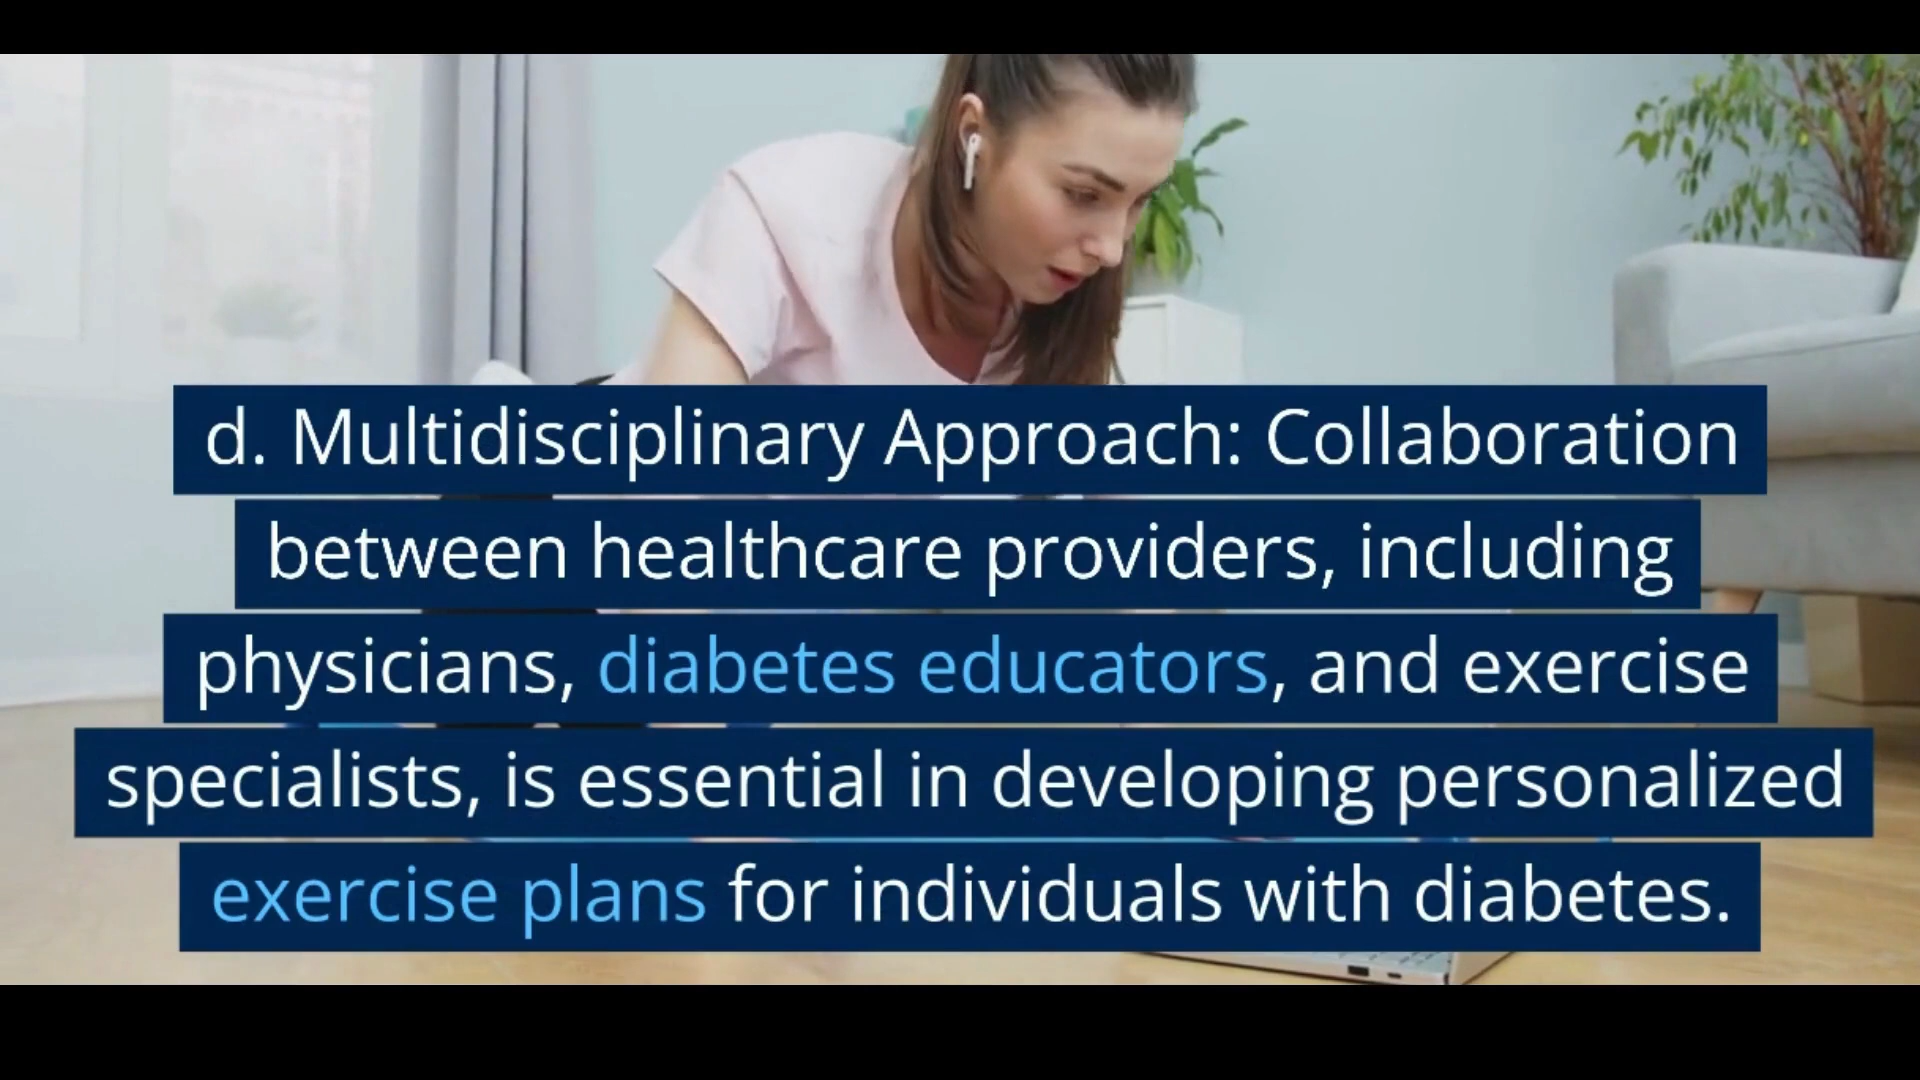 d. Multidisciplinary Approach: Collaboration
between healthcare providers, including
physicians, diabetes educators, and exercise
specialists, is essential in developing personalized
exercise plans for individuals with diabetes.